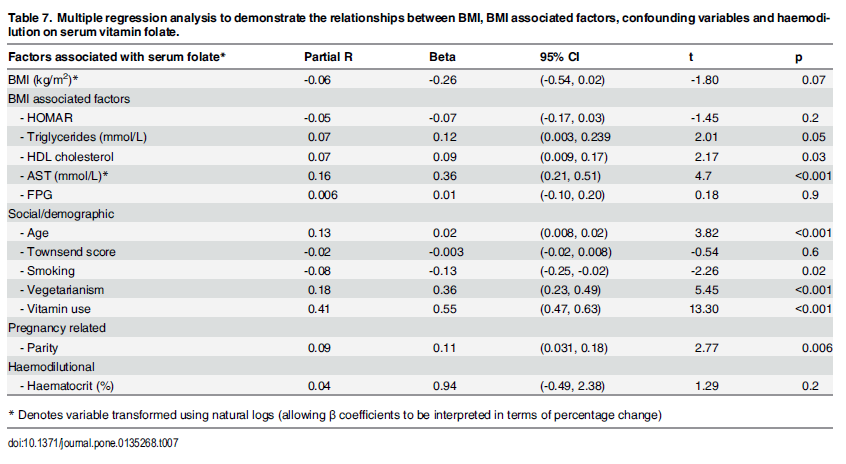 Table 7. Multiple regression analysis to demonstrate the relationships between BMI, BMI associated factors, confounding variables and haemodi-
lution on serum vitamin folate.
Factors associated with serum folate* Partial R Beta 95% CI t p
BMI (kg/m²)* -0.06 -0.26 (-0.54, 0.02) -1.80 0.07
BMI associated factors
- HOMAR -0.05 -0.07 (-0.17, 0.03) -1.45 0.2
- Triglycerides (mmol/L) 0.07 0.12 (0.003, 0.239 2.01 0.05
- HDL cholesterol 0.07 0.09 (0.009, 0.17) 2.17 0.03
- AST (mmol/L)* 0.16 0.36 (0.21, 0.51) 4.7 <0.001
- FPG 0.006 0.01 (-0.10, 0.20) 0.18 0.9
Social/demographic
- Age 0.13 0.02 (0.008, 0.02) 3.82 <0.001
- Townsend score -0.02 -0.003 (-0.02, 0.008) -0.54 0.6
- Smoking -0.08 -0.13 (-0.25, -0.02) -2.26 0.02
- Vegetarianism 0.18 0.36 (0.23, 0.49) 5.45 <0.001
- Vitamin use 0.41 0.55 (0.47, 0.63) 13.30 <0.001
Pregnancy related
- Parity 0.09 0.11 (0.031, 0.18) 2.77 0.006
Haemodilutional
- Haematocrit (%) 0.04 0.94 (-0.49, 2.38) 1.29 0.2
* Denotes variable transformed using natural logs (allowing β coefficients to be interpreted in terms of percentage change)
doi:10.1371/journal.pone.0135268.t007